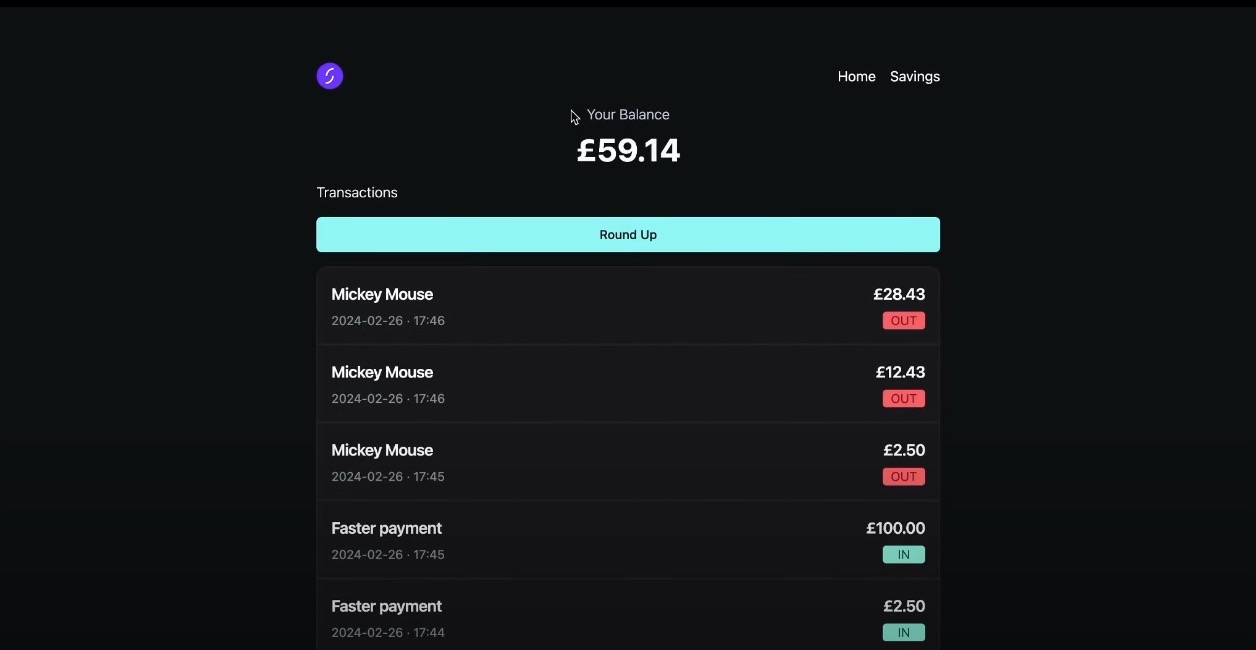 Home Savings
Your Balance
£59.14
Transactions
Round Up
Mickey Mouse £28.43
2024-02-26 · 17:46 OUT
Mickey Mouse £12.43
2024-02-26 · 17:46 OUT
Mickey Mouse £2.50
2024-02-26 · 17:45 OUT
Faster payment £100.00
2024-02-26 · 17:45 IN
Faster payment £2.50
2024-02-26 · 17:44 IN